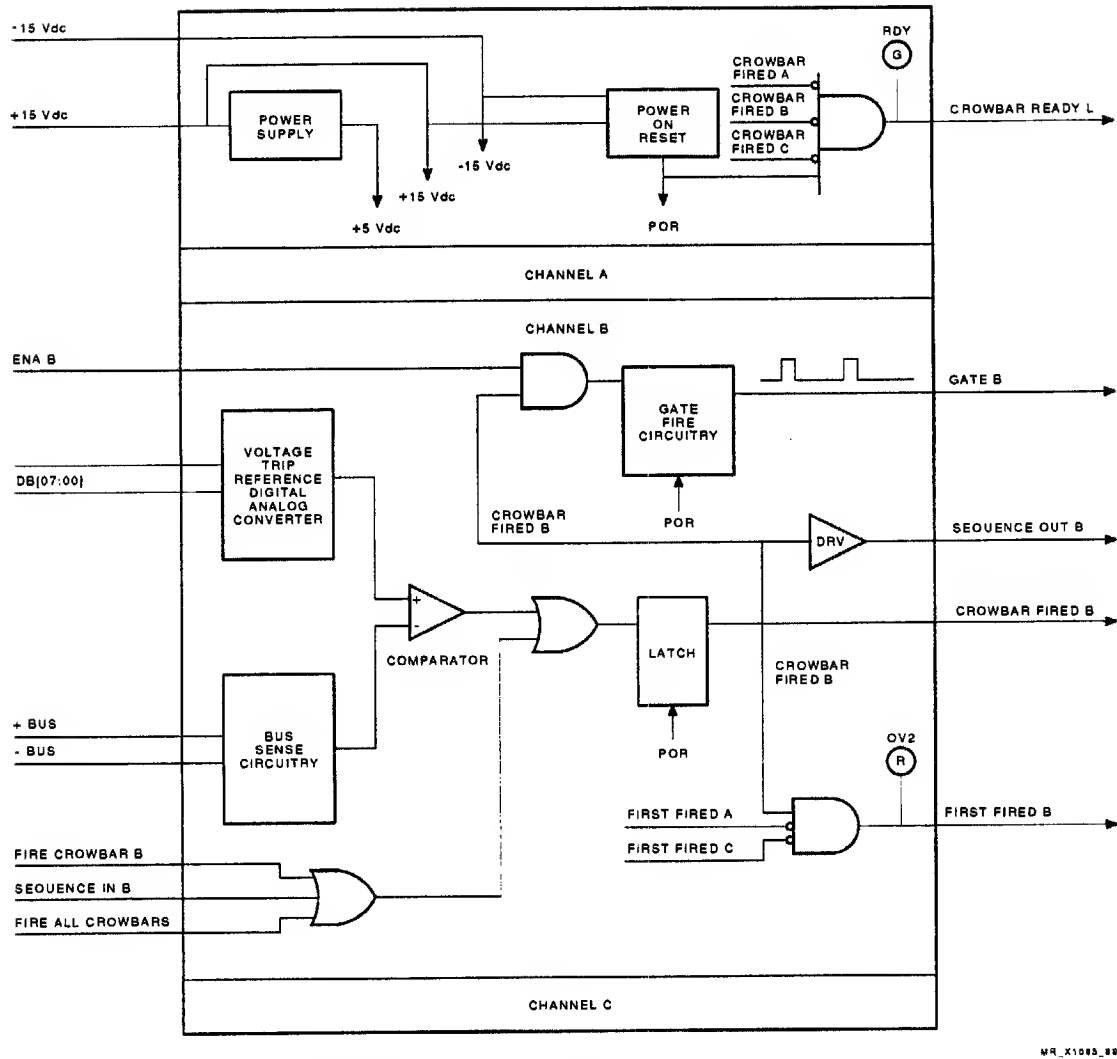 -15 Vdc
+15 Vdc
POWER
SUPPLY
+5 Vdc
+15 Vdc
-15 Vdc
POWER
ON
RESET
POR
CROWBAR
FIRED A
CROWBAR
FIRED B
CROWBAR
FIRED C
RDY
G
CROWBAR READY L
CHANNEL A
CHANNEL B
ENA B
GATE
FIRE
CIRCUITRY
POR
GATE B
VOLTAGE
TRIP
REFERENCE
DIGITAL
ANALOG
CONVERTER
DB[07:00]
CROWBAR
FIRED B
DRV
SEQUENCE OUT B
+
-
COMPARATOR
LATCH
POR
CROWBAR FIRED B
CROWBAR
FIRED B
+ BUS
- BUS
BUS
SENSE
CIRCUITRY
OV2
R
FIRST FIRED A
FIRST FIRED C
FIRST FIRED B
FIRE CROWBAR B
SEQUENCE IN B
FIRE ALL CROWBARS
CHANNEL C